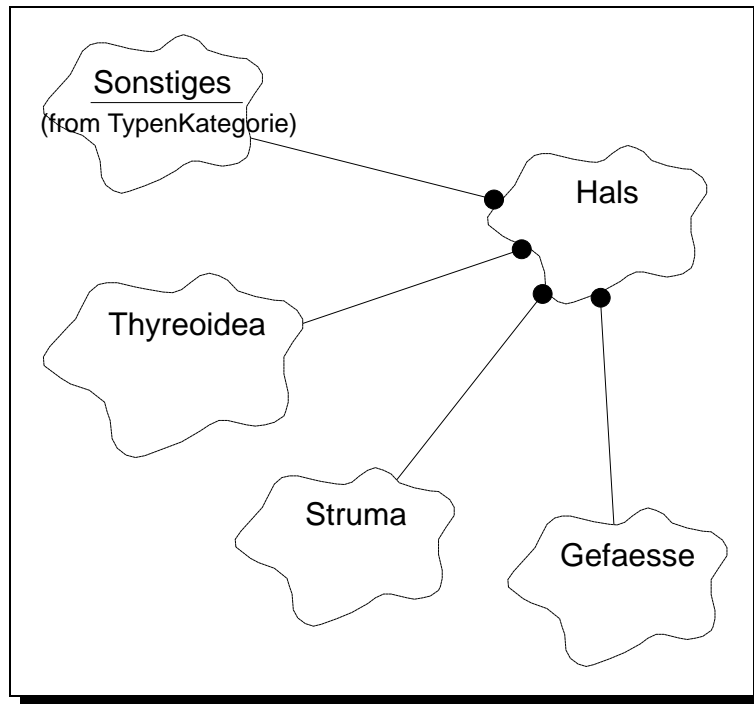 Sonstiges
(from TypenKategorie)
Hals
Thyreoidea
Struma
Gefaesse